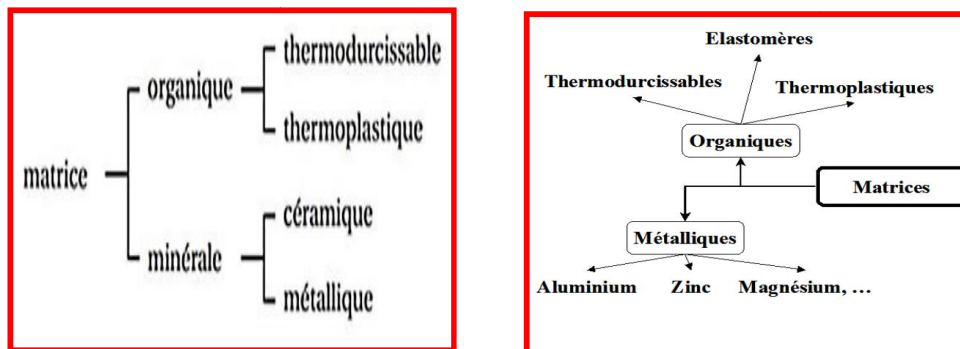 thermodurcissable
organique
thermoplastique
matrice
céramique
minérale
métallique
Elastomères
Thermodurcissables
Thermoplastiques
Organiques
Matrices
Métalliques
Aluminium Zinc Magnésium, ...